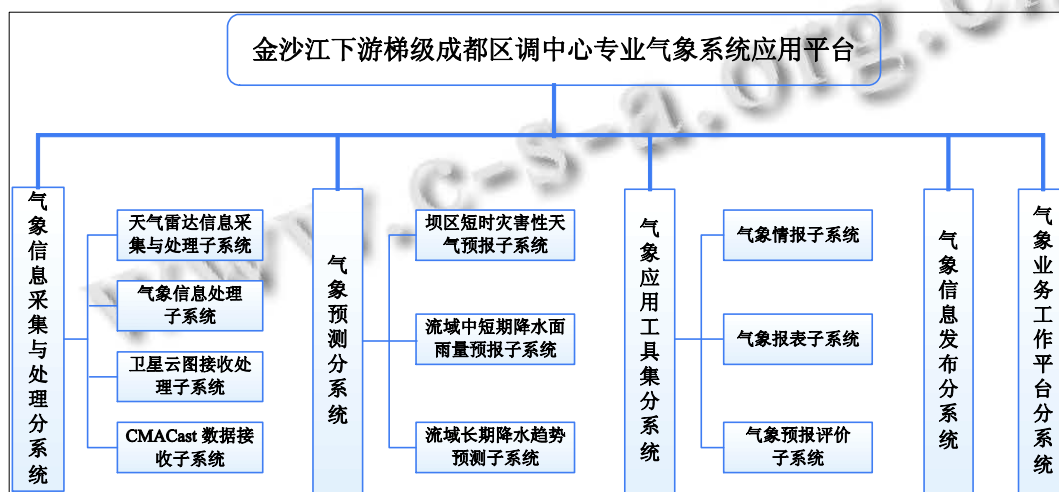 金沙江下游梯级成都区调中心专业气象系统应用平台
气象信息采集与处理分系统
天气雷达信息采
集与处理子系统
气象信息处理
子系统
卫星云图接收处
理子系统
CMACast 数据接
收子系统
气象预测分系统
坝区短时灾害性天
气预报子系统
流域中短期降水面
雨量预报子系统
流域长期降水趋势
预测子系统
气象应用工具集分系统
气象情报子系统
气象报表子系统
气象预报评价
子系统
气象信息发布分系统
气象业务工作平台分系统
www.c-s-a.org.cn